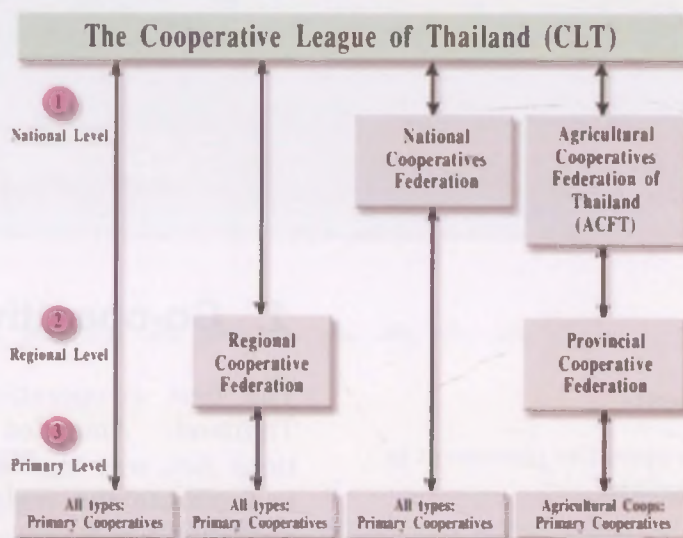 The Cooperative League of Thailand (CLT)
1
National Level
National
Cooperatives
Federation
Agricultural
Cooperatives
Federation of
Thailand
(ACFT)
2
Regional Level
Regional
Cooperative
Federation
Provincial
Cooperative
Federation
3
Primary Level
All types:
Primary Cooperatives
All types:
Primary Cooperatives
All types:
Primary Cooperatives
Agricultural Coops:
Primary Cooperatives